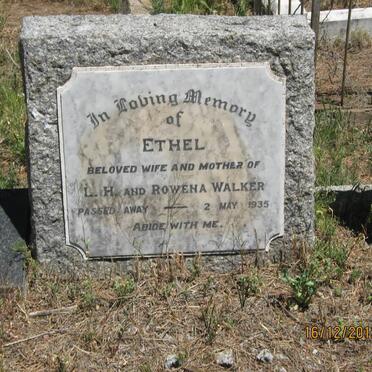 In Loving Memory
of
ETHEL
BELOVED WIFE AND MOTHER OF
L. H. AND ROWENA WALKER
PASSED AWAY — 2 MAY 1935
ABIDE WITH ME.
16/12/201